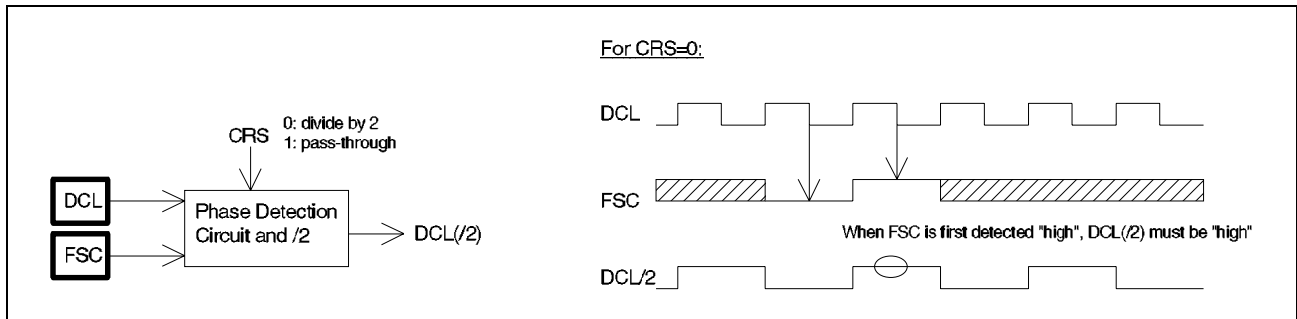 CRS
0: divide by 2
1: pass-through
DCL
FSC
Phase Detection
Circuit and /2
DCL(/2)
For CRS=0:
DCL
FSC
When FSC is first detected "high", DCL(/2) must be "high"
DCL/2